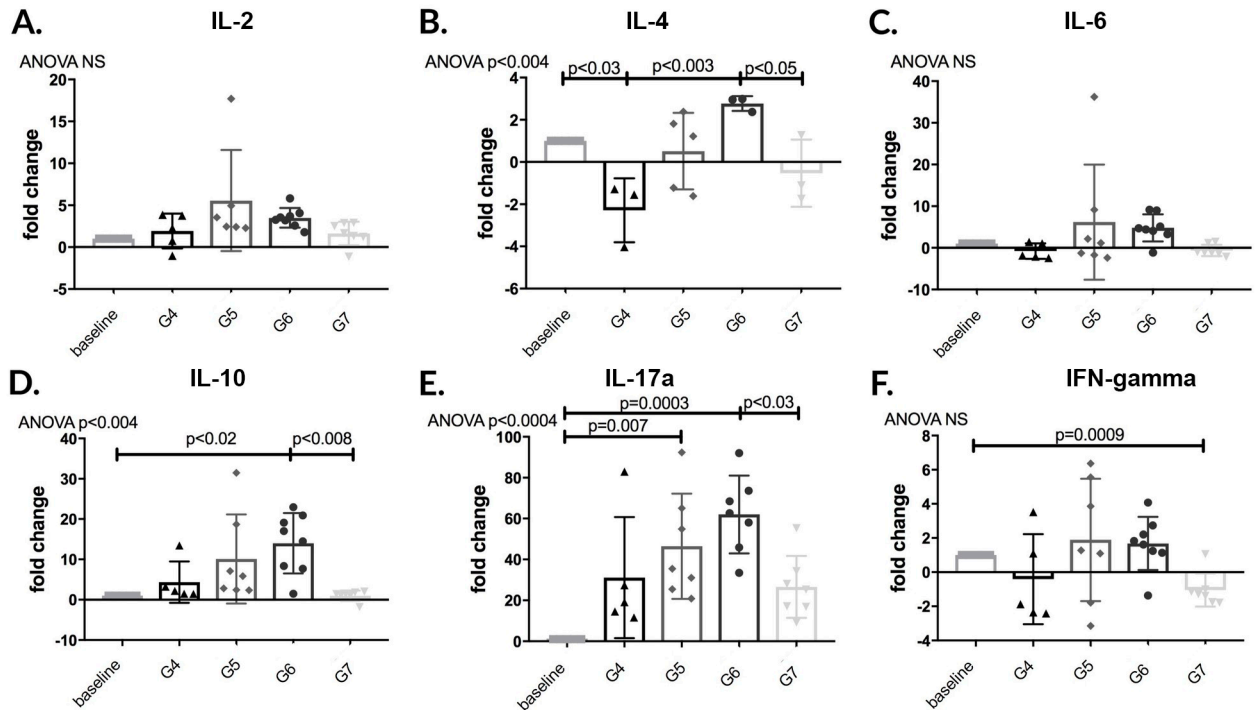 A.
IL-2
ANOVA NS
fold change
20
15
10
5
0
-5
baseline
G4
G5
G6
G7
B.
IL-4
ANOVA p<0.004
p<0.03
p<0.003
p<0.05
fold change
4
2
0
-2
-4
-6
baseline
G4
G5
G6
G7
C.
IL-6
ANOVA NS
fold change
40
30
20
10
0
-10
baseline
G4
G5
G6
G7
D.
IL-10
ANOVA p<0.004
p<0.02
p<0.008
fold change
40
30
20
10
0
-10
baseline
G4
G5
G6
G7
E.
IL-17a
p=0.0003
p<0.03
ANOVA p<0.0004
p=0.007
fold change
100
80
60
40
20
0
baseline
G4
G5
G6
G7
F.
IFN-gamma
ANOVA NS
p=0.0009
fold change
8
6
4
2
0
-2
-4
baseline
G4
G5
G6
G7